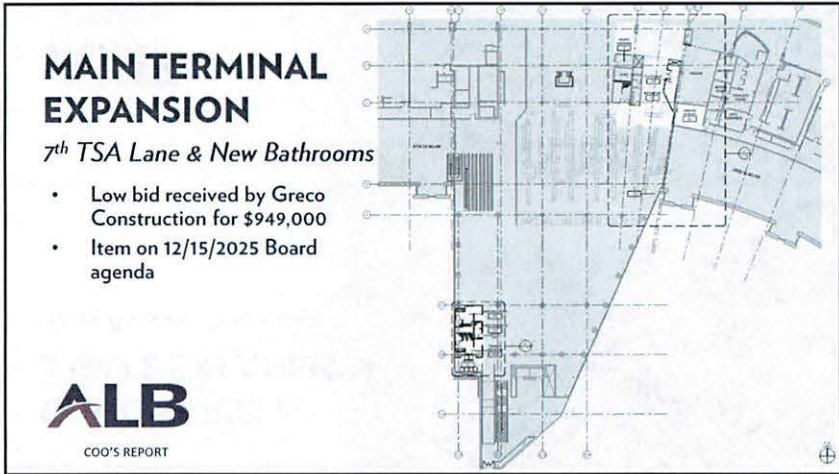 MAIN TERMINAL
EXPANSION
7th TSA Lane & New Bathrooms
• Low bid received by Greco
Construction for $949,000
• Item on 12/15/2025 Board
agenda
ALB
COO'S REPORT